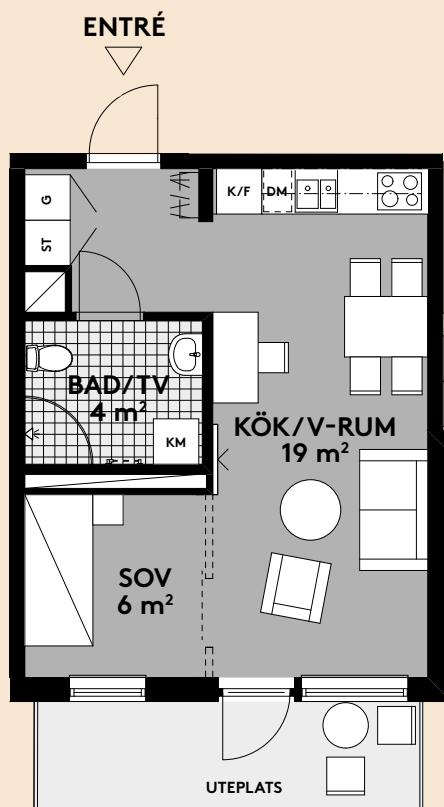 ENTRÉ
G
ST
K/F
DM
BAD/TV
4 m²
KM
KÖK/V-RUM
19 m²
SOV
6 m²
UTEPLATS